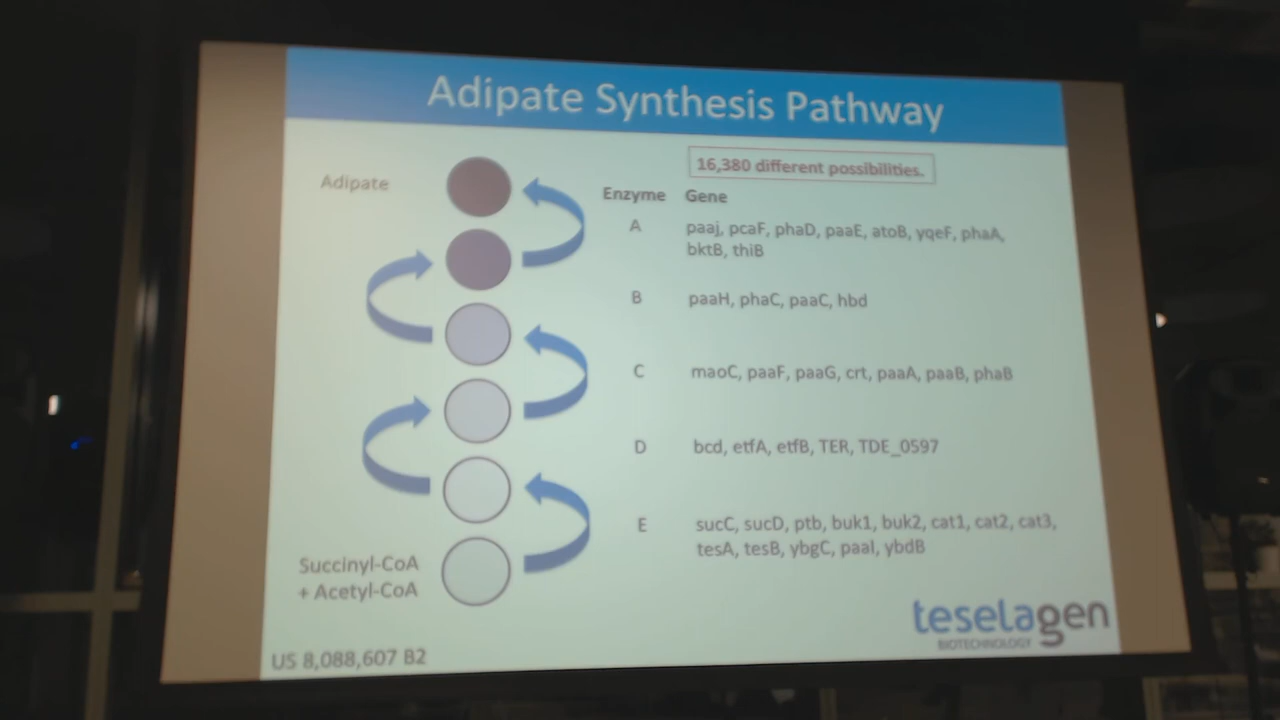 Adipate Synthesis Pathway
16,380 different possibilities.
Adipate
Enzyme Gene
A paaj, pcaF, phaD, paaE, atoB, yqeF, phaA,
bktB, thiB
B paaH, phaC, paaC, hbd
C maoC, paaF, paaG, crt, paaA, paaB, phaB
D bcd, etfA, etfB, TER, TDE_0597
E sucC, sucD, ptb, buk1, buk2, cat1, cat2, cat3,
tesA, tesB, ybgC, paaI, ybdB
Succinyl-CoA
+ Acetyl-CoA
teselagen
BIOTECHNOLOGY
US 8,088,607 B2